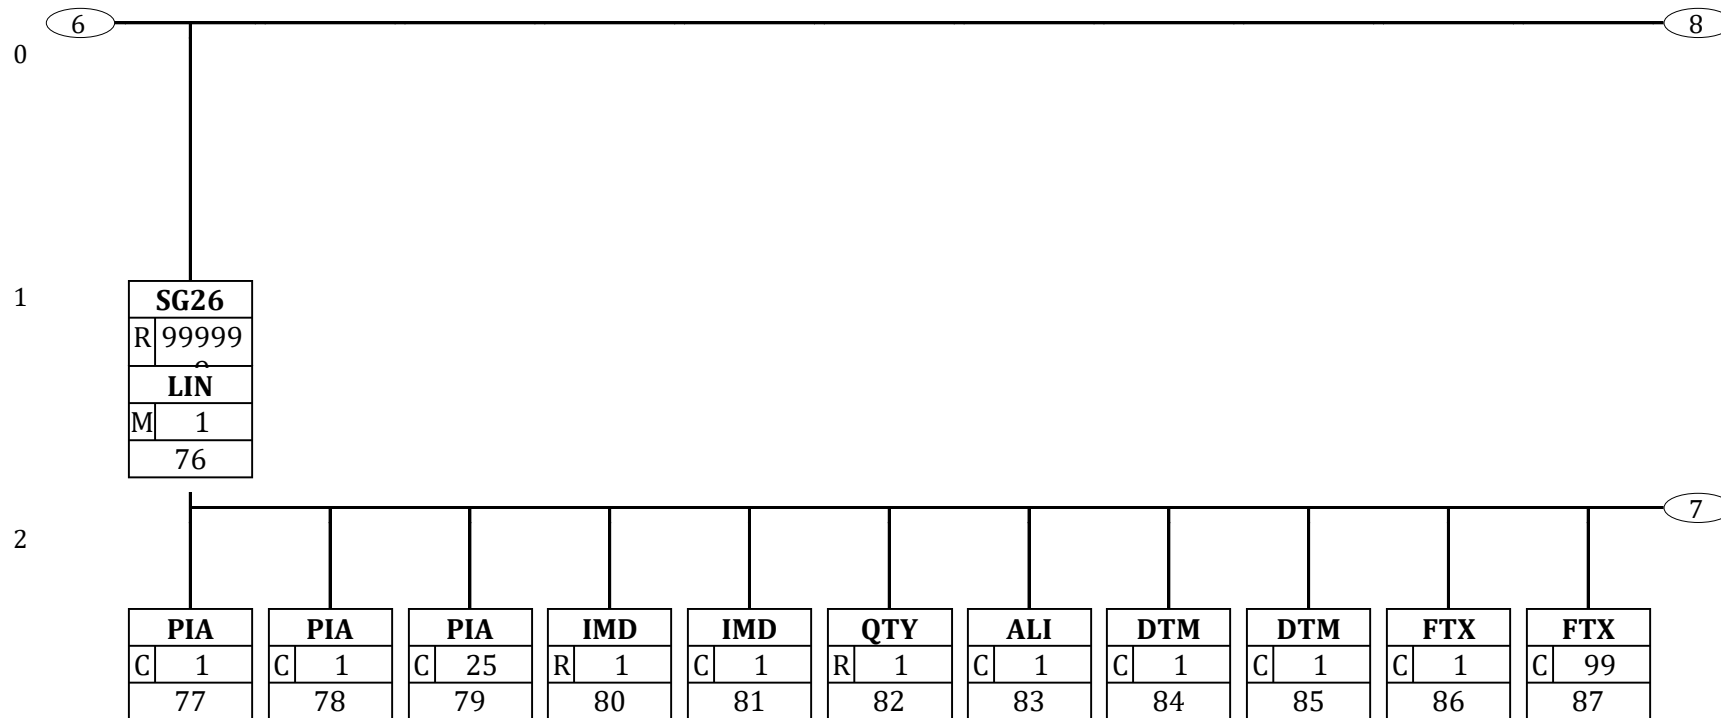 6 8
0
1
SG26
R 99999
LIN
M 1
76
7
2
PIA PIA PIA IMD IMD QTY ALI DTM DTM FTX FTX
C 1 C 1 C 25 R 1 C 1 R 1 C 1 C 1 C 1 C 1 C 99
77 78 79 80 81 82 83 84 85 86 87